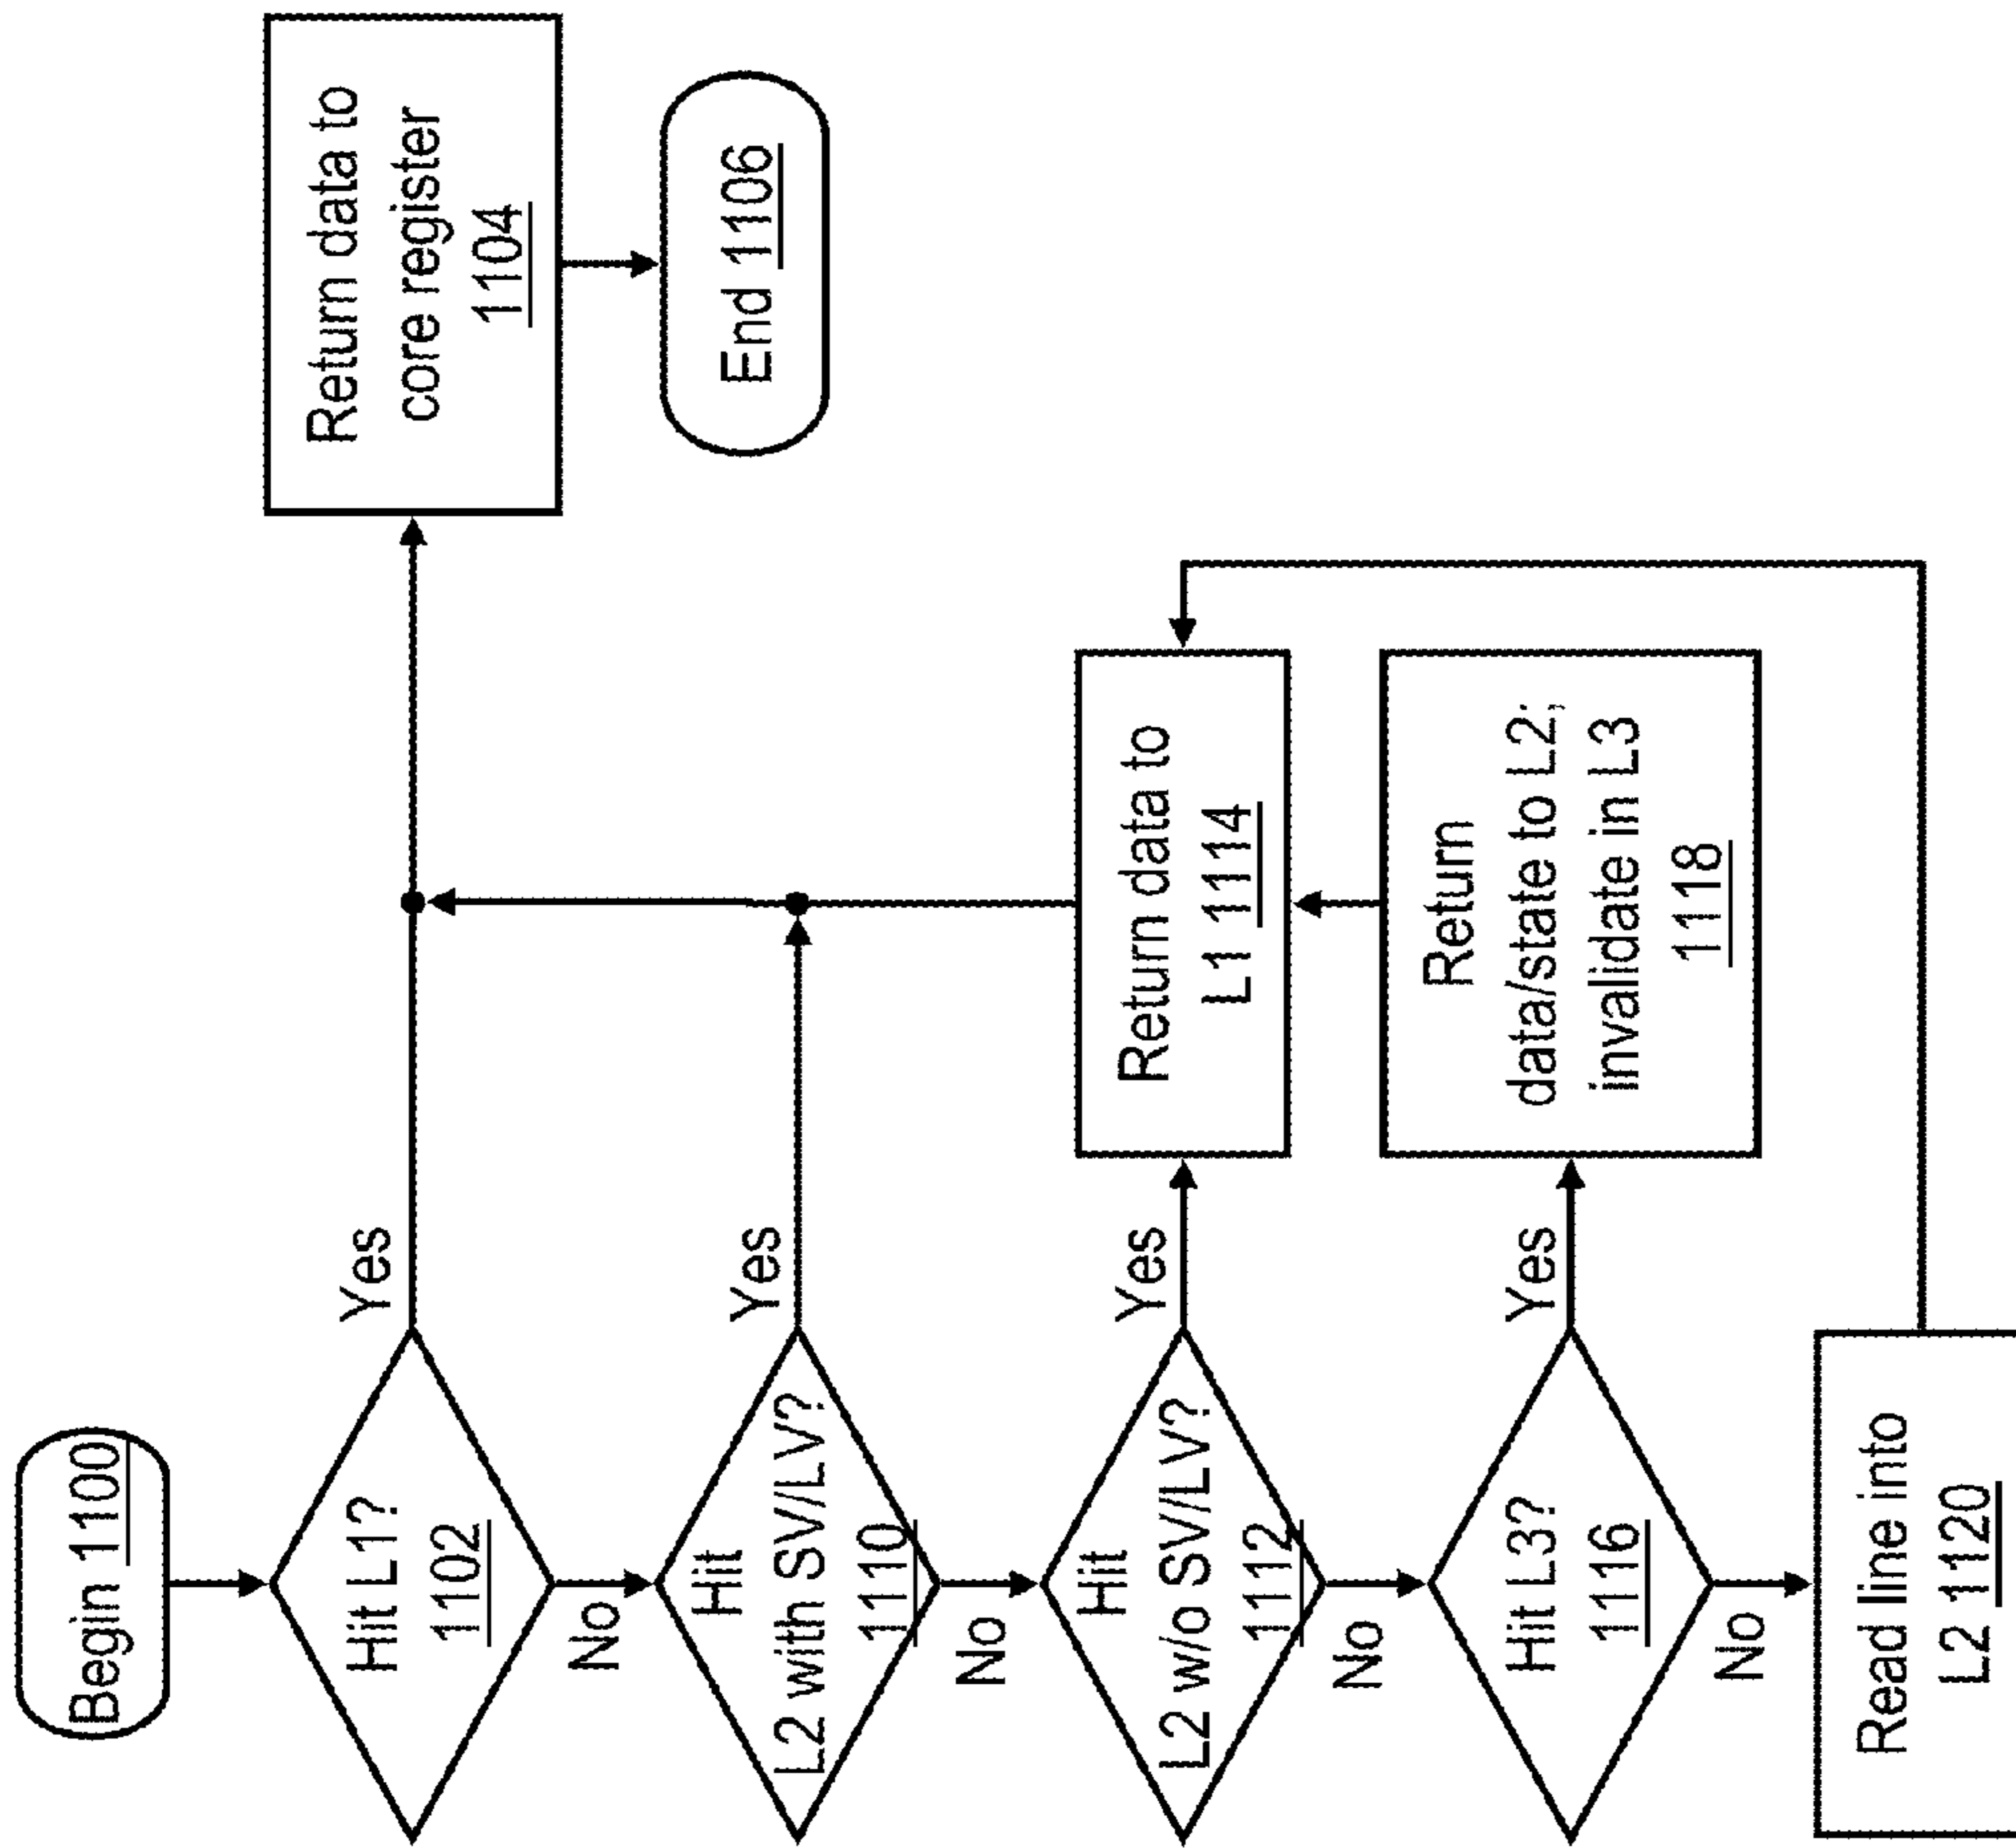 Begin 1100
Hit L1?
1102
Yes
No
Return data to
core register
1104
End 1106
Hit
L2 with SV/LV?
1110
Yes
No
Hit
L2 w/o SV/LV?
1112
Yes
No
Return data to
L1 1114
Hit L3?
1116
Yes
No
Return
data/state to L2;
invalidate in L3
1118
Read line into
L2 1120